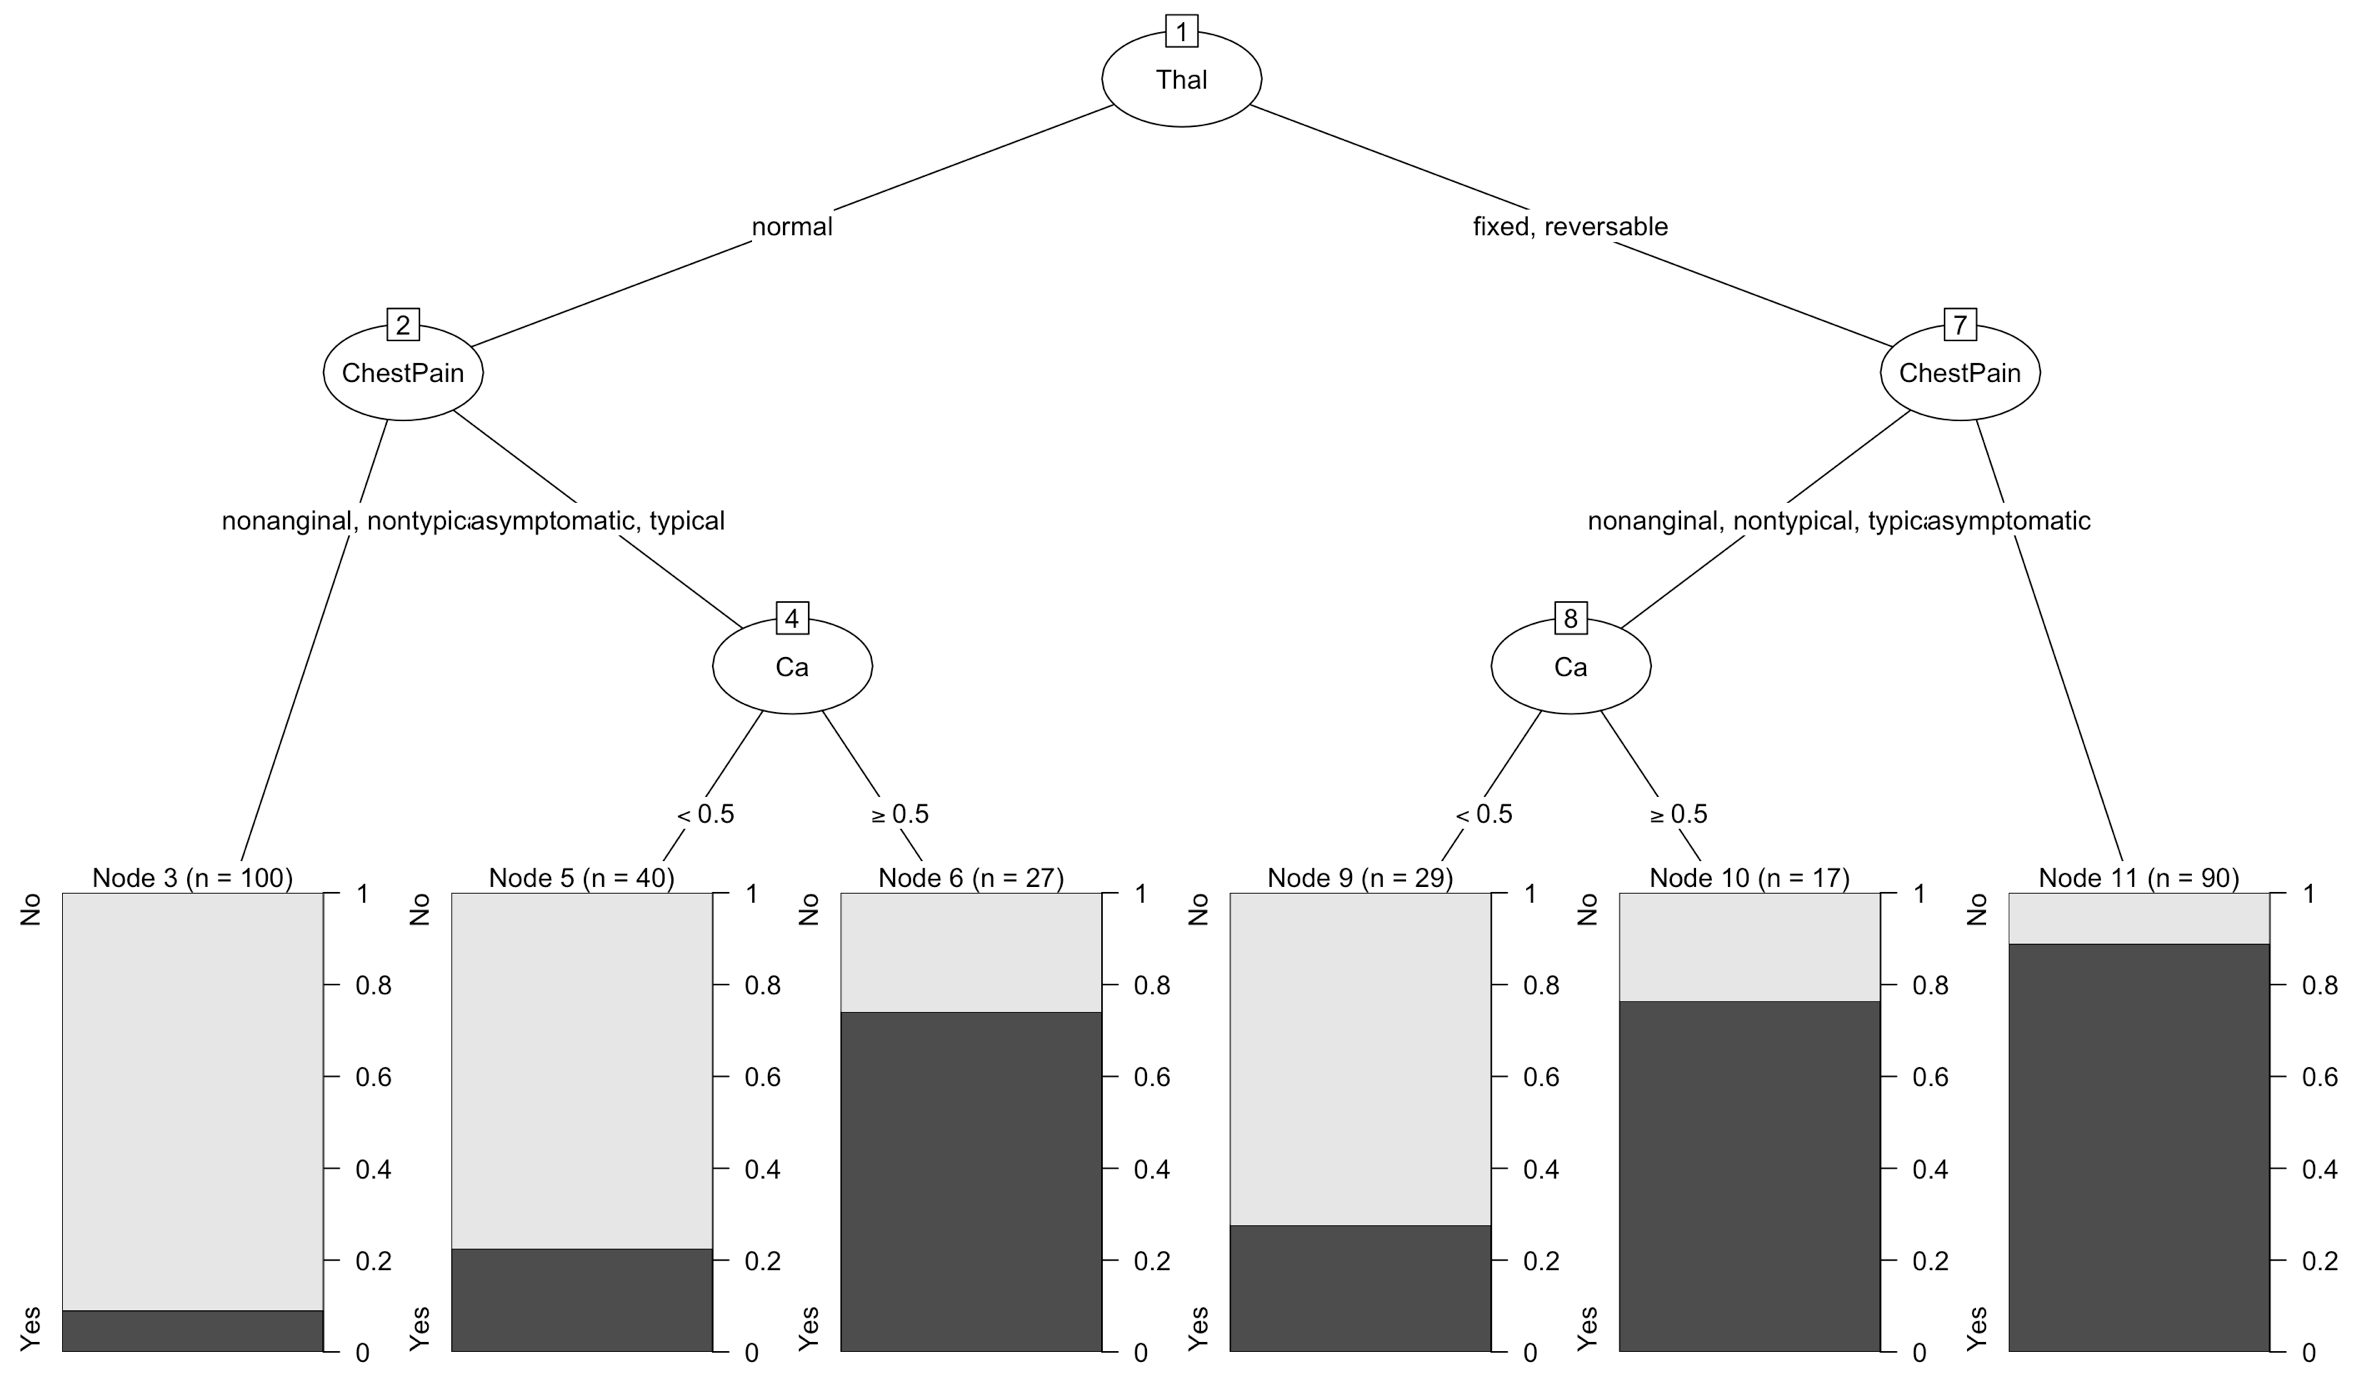 1
Thal
normal
fixed, reversable
2
ChestPain
7
ChestPain
nonanginal, nontypic
asymptomatic, typical
nonanginal, nontypical, typic
asymptomatic
4
Ca
8
Ca
< 0.5
≥ 0.5
< 0.5
≥ 0.5
Node 3 (n = 100)
No
Yes
1
0.8
0.6
0.4
0.2
0
Node 5 (n = 40)
No
Yes
1
0.8
0.6
0.4
0.2
0
Node 6 (n = 27)
No
Yes
1
0.8
0.6
0.4
0.2
0
Node 9 (n = 29)
No
Yes
1
0.8
0.6
0.4
0.2
0
Node 10 (n = 17)
No
Yes
1
0.8
0.6
0.4
0.2
0
Node 11 (n = 90)
No
Yes
1
0.8
0.6
0.4
0.2
0